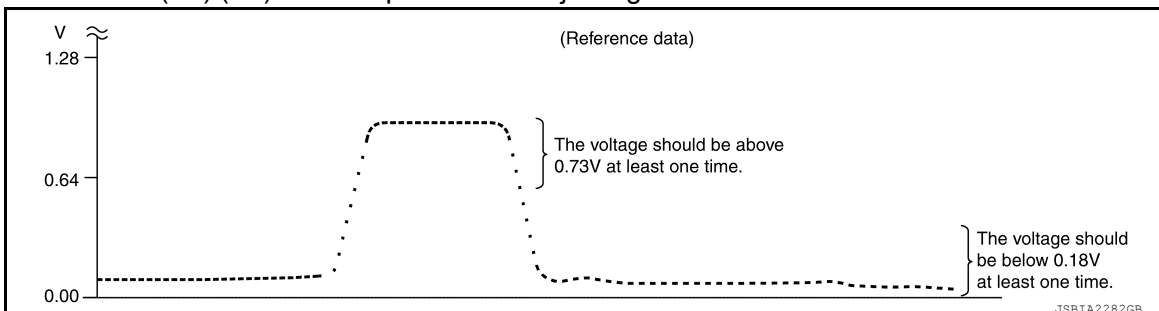 V
(Reference data)
1.28
The voltage should be above
0.73V at least one time.
0.64
The voltage should
be below 0.18V
at least one time.
0.00
JSBIA2282GB